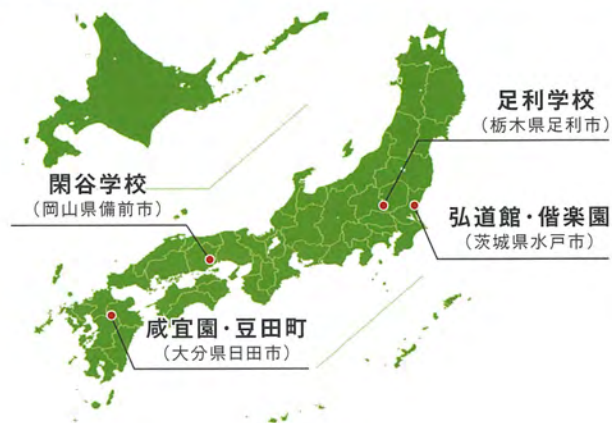 足利学校
(栃木県足利市)
閑谷学校
(岡山県備前市)
弘道館・偕楽園
(茨城県水戸市)
咸宜園・豆田町
(大分県日田市)